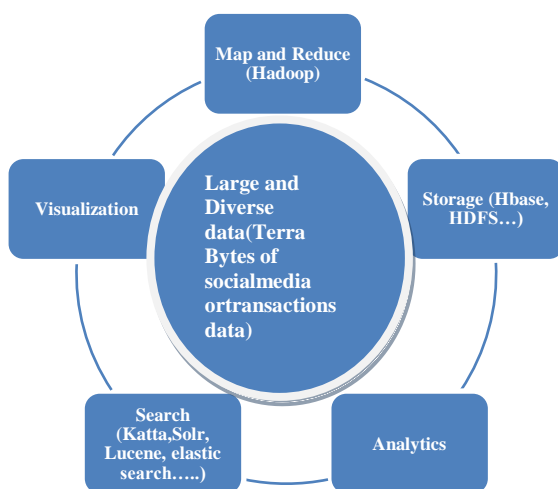 Map and Reduce
(Hadoop)
Visualization
Large and
Diverse
data(Terra
Bytes of
socialmedia
ortransactions
data)
Storage (Hbase,
HDFS…)
Search
(Katta,Solr,
Lucene, elastic
search…..)
Analytics